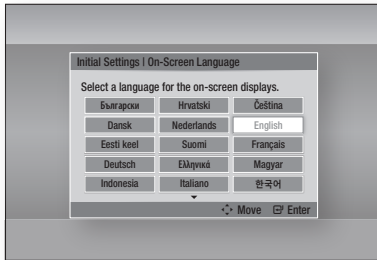 Initial Settings | On-Screen Language
Select a language for the on-screen displays.
Български Hrvatski Čeština
Dansk Nederlands English
Eesti keel Suomi Français
Deutsch Ελληνικά Magyar
Indonesia Italiano 한국어
Move Enter